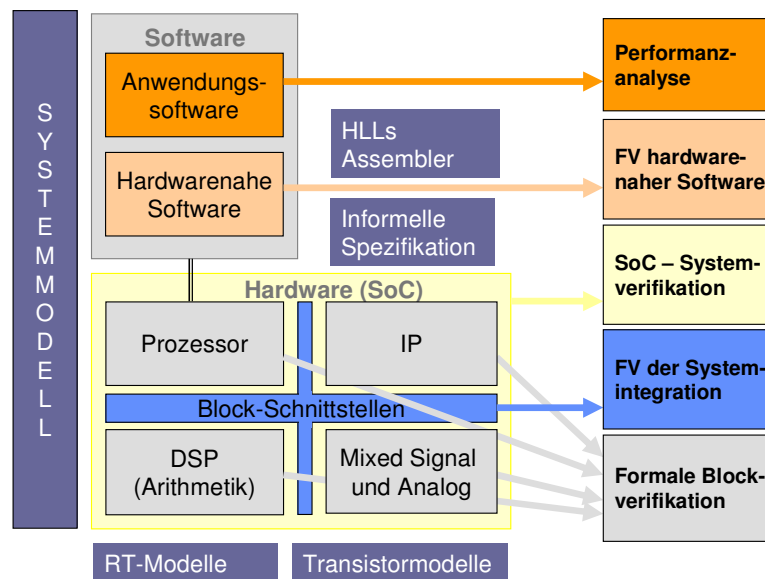 SYSTEMMODELL
Software
Anwendungs-
software
Hardwarenahe
Software
HLLs
Assembler
Informelle
Spezifikation
Hardware (SoC)
Prozessor
IP
Block-Schnittstellen
DSP
(Arithmetik)
Mixed Signal
und Analog
RT-Modelle
Transistormodelle
Performanz-
analyse
FV hardware-
naher Software
SoC – System-
verifikation
FV der System-
integration
Formale Block-
verifikation